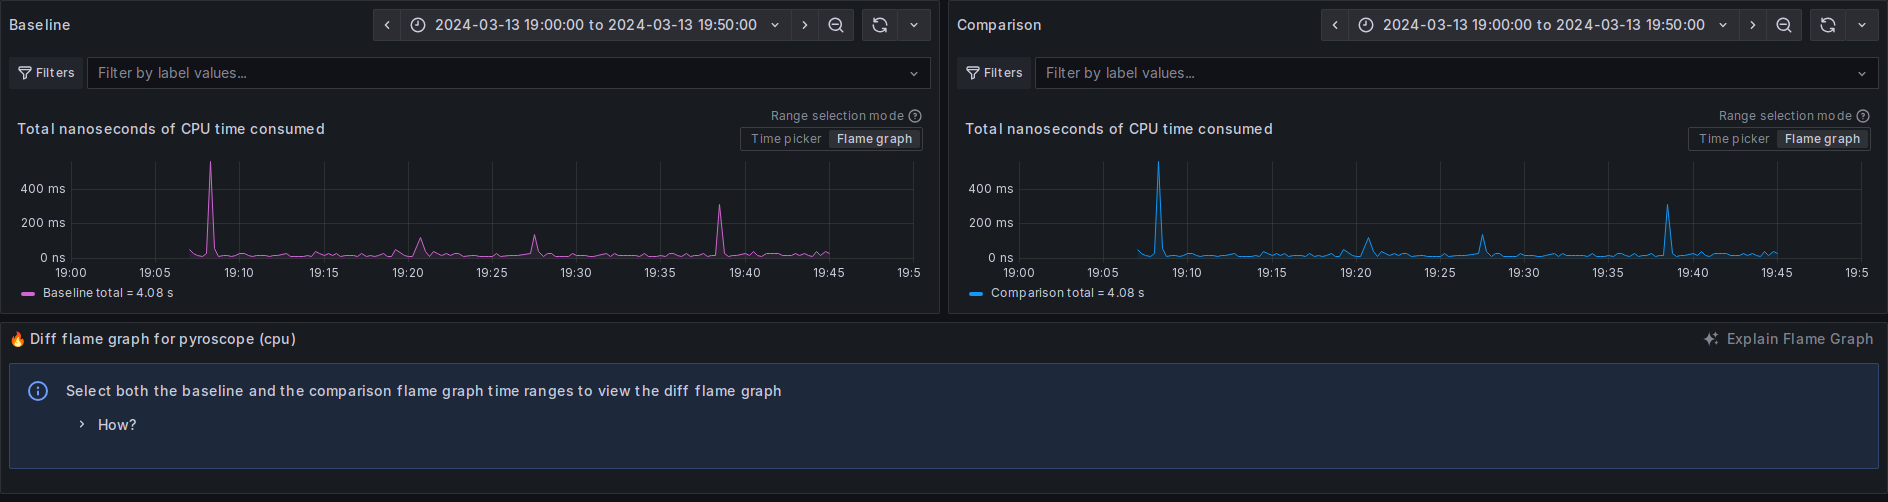 Baseline
2024-03-13 19:00:00 to 2024-03-13 19:50:00
Filters
Filter by label values...
Range selection mode
Total nanoseconds of CPU time consumed
Time picker
Flame graph
400 ms
200 ms
0 ns
19:00 19:05 19:10 19:15 19:20 19:25 19:30 19:35 19:40 19:45 19:5
Baseline total = 4.08 s
Comparison
2024-03-13 19:00:00 to 2024-03-13 19:50:00
Filters
Filter by label values...
Range selection mode
Total nanoseconds of CPU time consumed
Time picker
Flame graph
400 ms
200 ms
0 ns
19:00 19:05 19:10 19:15 19:20 19:25 19:30 19:35 19:40 19:45 19:5
Comparison total = 4.08 s
Diff flame graph for pyroscope (cpu)
Explain Flame Graph
Select both the baseline and the comparison flame graph time ranges to view the diff flame graph
How?